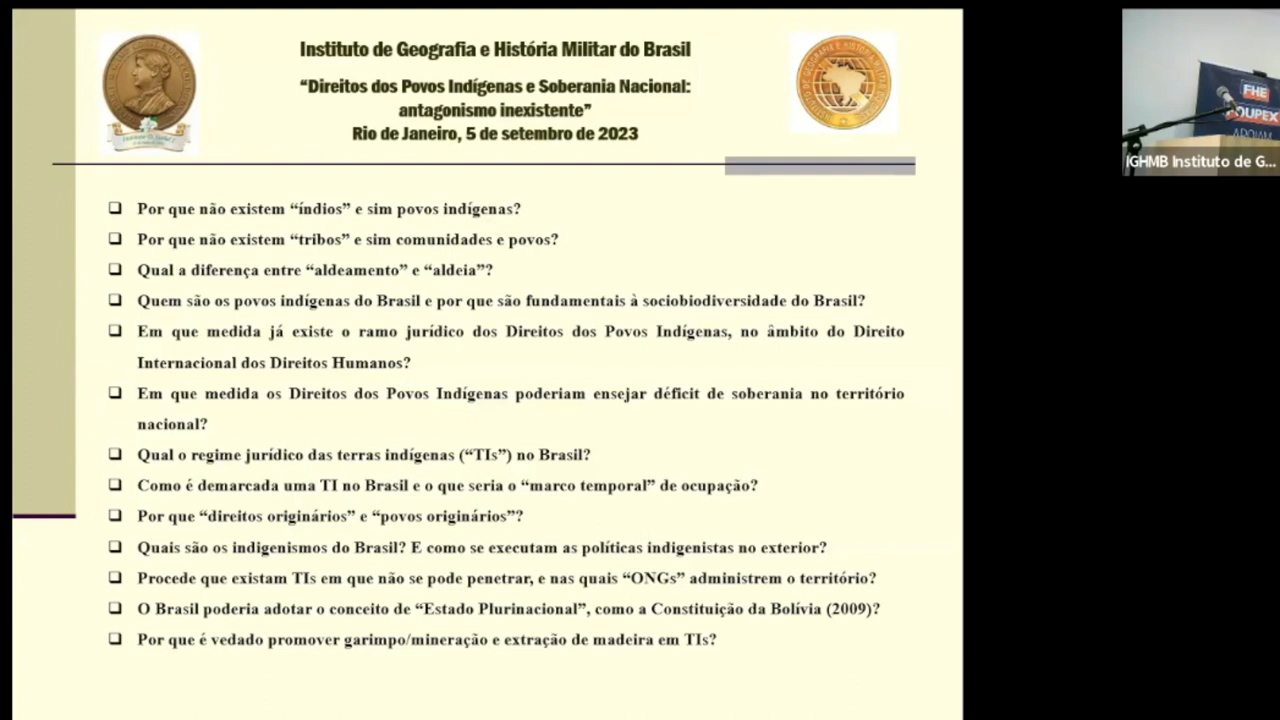 Instituto de Geografia e História Militar do Brasil
“Direitos dos Povos Indígenas e Soberania Nacional:
antagonismo inexistente”
Rio de Janeiro, 5 de setembro de 2023
FHE
POUPEX
APOIAM
IGHMB Instituto de G...
❑ Por que não existem “índios” e sim povos indígenas?
❑ Por que não existem “tribos” e sim comunidades e povos?
❑ Qual a diferença entre “aldeamento” e “aldeia”?
❑ Quem são os povos indígenas do Brasil e por que são fundamentais à sociobiodiversidade do Brasil?
❑ Em que medida já existe o ramo jurídico dos Direitos dos Povos Indígenas, no âmbito do Direito
Internacional dos Direitos Humanos?
❑ Em que medida os Direitos dos Povos Indígenas poderiam ensejar déficit de soberania no território
nacional?
❑ Qual o regime jurídico das terras indígenas (“TIs”) no Brasil?
❑ Como é demarcada uma TI no Brasil e o que seria o “marco temporal” de ocupação?
❑ Por que “direitos originários” e “povos originários”?
❑ Quais são os indigenismos do Brasil? E como se executam as políticas indigenistas no exterior?
❑ Procede que existam TIs em que não se pode penetrar, e nas quais “ONGs” administrem o território?
❑ O Brasil poderia adotar o conceito de “Estado Plurinacional”, como a Constituição da Bolívia (2009)?
❑ Por que é vedado promover garimpo/mineração e extração de madeira em TIs?